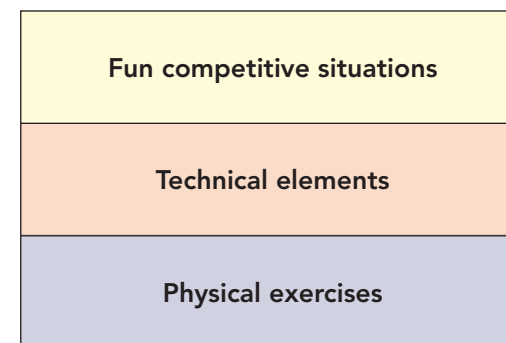 Fun competitive situations
Technical elements
Physical exercises